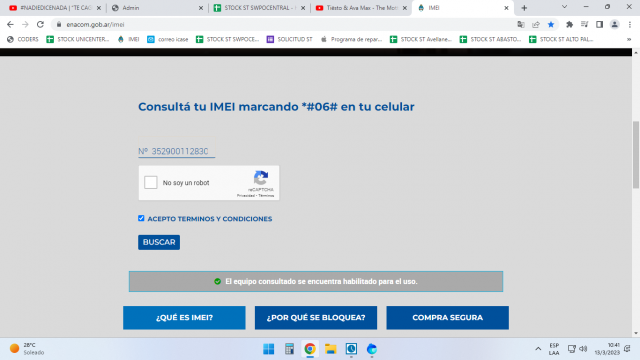 #NADIEDICENADA | "TE CAI
Admin
STOCK ST SWPOCENTRAL - H
Tiësto & Ava Max - The Mott
IMEI
enacom.gob.ar/imei
CODERS
STOCK UNICENTER...
IMEI
correo icase
STOCK ST SWPOCE...
SOLICITUD ST
Programa de repar...
STOCK ST Avellane...
STOCK ST ABASTO...
STOCK ST ALTO PAL...
Consultá tu IMEI marcando *#06# en tu celular
Nº 352900112830
No soy un robot
reCAPTCHA
Privacidad - Términos
ACEPTO TERMINOS Y CONDICIONES
BUSCAR
El equipo consultado se encuentra habilitado para el uso.
¿QUÉ ES IMEI?
¿POR QUÉ SE BLOQUEA?
COMPRA SEGURA
28°C
Soleado
ESP
LAA
10:41
13/3/2023